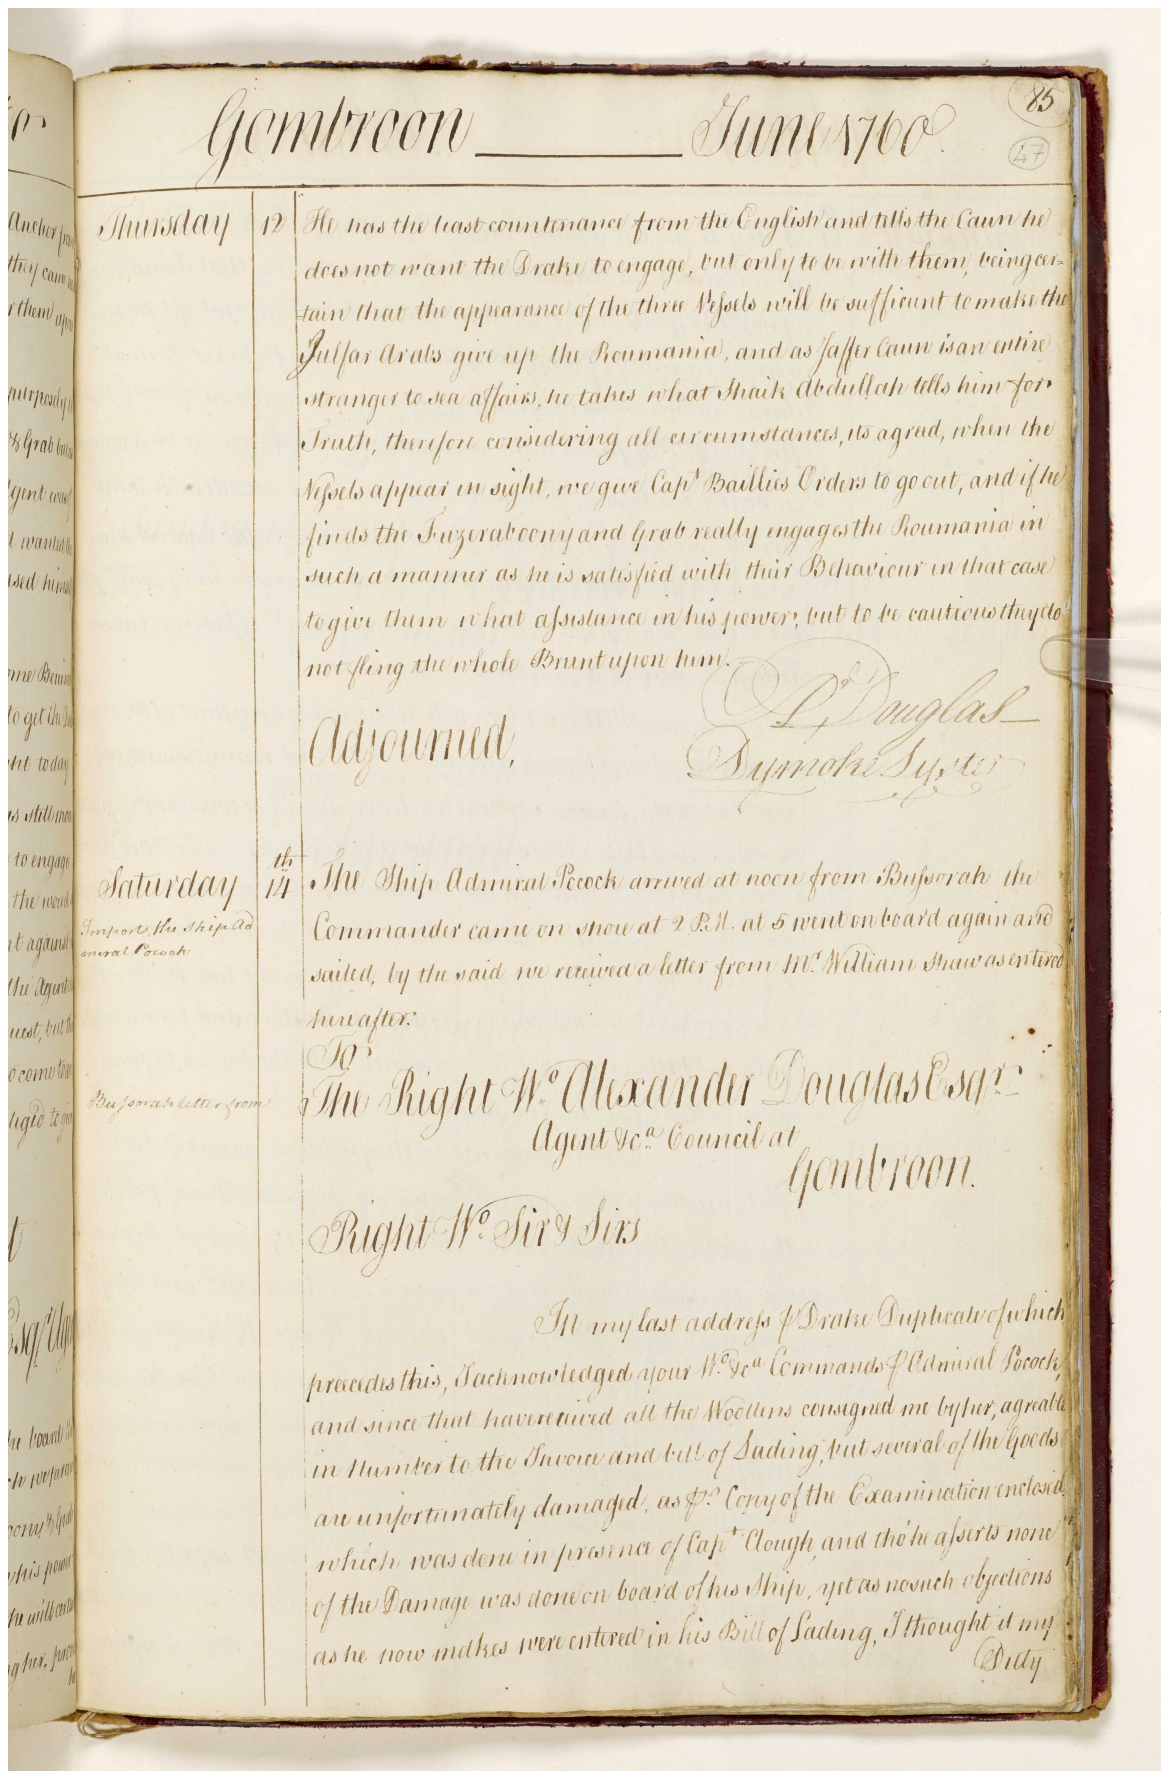 85
Gombroon June 1760.
47
Thursday 12 He has the least countenance from the English and tells the Caun he
does not want the Drake to engage, but only to be with them, being cer=
=tain that the appearance of the three Vessels will be sufficient to make the
Julfar Arabs give up the Roumania, and as Jaffer Caun is an entire
stranger to sea affairs, he takes what Shaik Abdullah tells him for
Truth, therefore considering all circumstances, its agreed, when the
Vessels appear in sight, we give Capt Baillies Orders to go out, and if he
finds the Fuzeraboony and Grab really engages the Roumania in
such a manner as he is satisfied with their Behaviour in that case
to give them what assistance in his power, but to be cautious they do
not fling the whole Brunt upon him.
Ar Douglas
Adjourned,
Dymoke Lyster
Saturday 14th The Ship Admiral Pocock arrived at noon from Bussorah the
Imports the ship Ad
miral Pocock
Commander came on shore at 2 P.M. at 5 went on board again and
sailed, by the said we received a letter from Mr. William Shaw as entered
hereafter.
To
Bussorah letter from
The Right Wo. Alexander Douglas Esqr.
Agent &ca. Council at
Gombroon.
Right Wo. Sir & Sirs
In my last address ⅌ Drake Duplicate of which
precedes this, I acknowledged your Wo. &ca Commands ⅌ Admiral Pocock,
and since that have received all the Woollens consigned me by her, agreable
in Number to the Invoice and bill of Lading, but several of the Goods
are unfortunately damaged, as ⅌r. Copy of the Examination enclosed,
which was done in presence of Capt Clough, and tho' he asserts none
of the Damage was done on board of his Ship, yet as no such objections
as he now makes were entered in his Bill of Lading, I thought it my
Duty